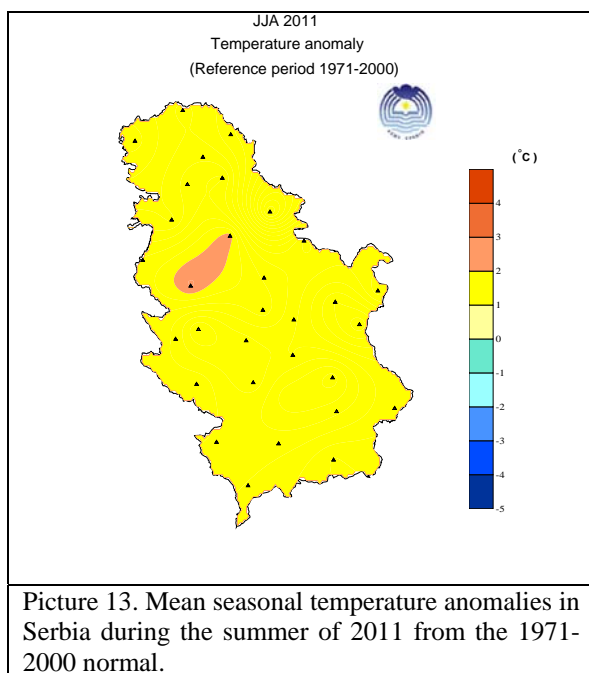 JJA 2011
Temperature anomaly
(Reference period 1971-2000)
(°C)
4
3
2
1
0
-1
-2
-3
-4
-5
Picture 13. Mean seasonal temperature anomalies in
Serbia during the summer of 2011 from the 1971-
2000 normal.